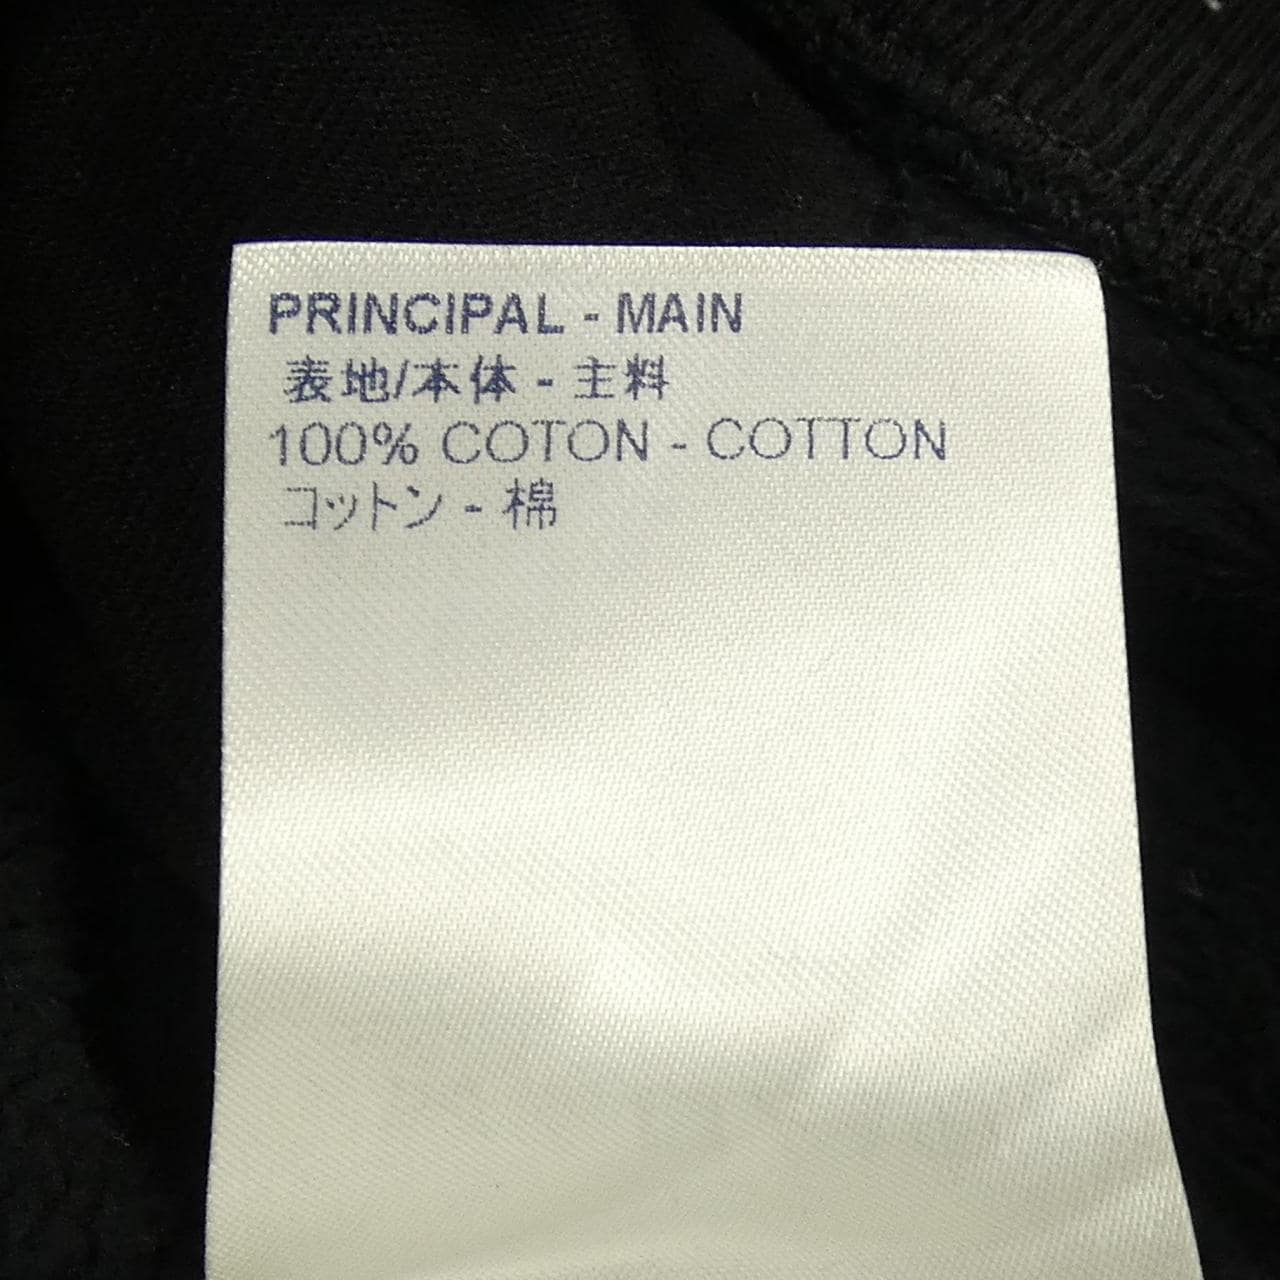 PRINCIPAL - MAIN
表地/本体 - 主料
100% COTON - COTTON
コットン - 棉